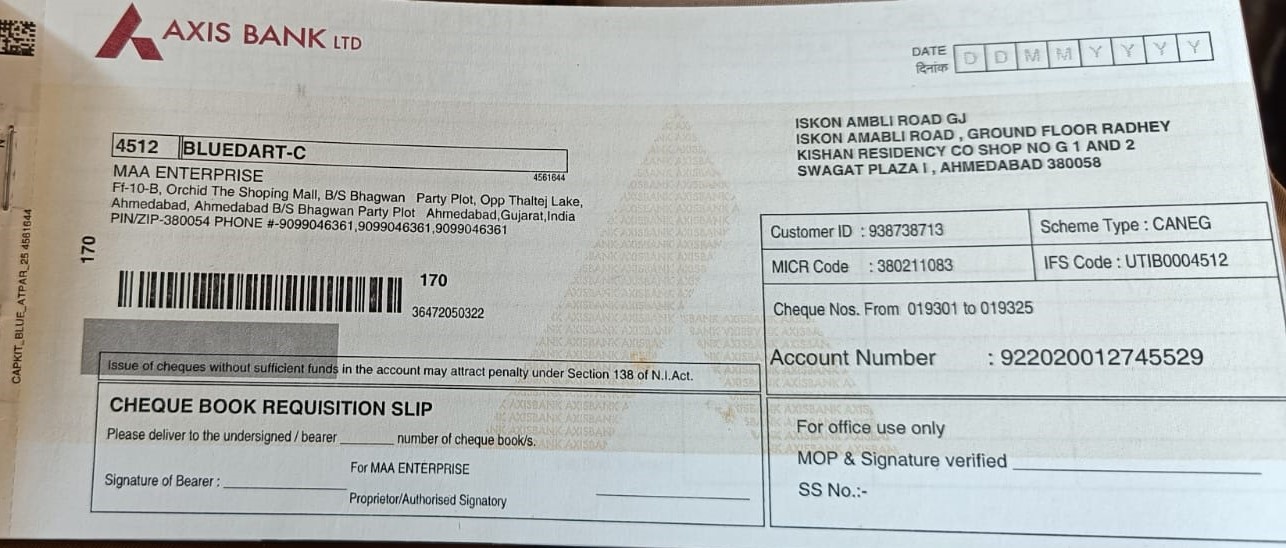 AXIS BANK LTD
DATE
दिनांक
D D M M Y Y Y Y
ISKON AMBLI ROAD GJ
ISKON AMABLI ROAD , GROUND FLOOR RADHEY
KISHAN RESIDENCY CO SHOP NO G 1 AND 2
SWAGAT PLAZA I , AHMEDABAD 380058
4512 BLUEDART-C
MAA ENTERPRISE
4561644
Ff-10-B, Orchid The Shoping Mall, B/S Bhagwan Party Plot, Opp Thaltej Lake,
Ahmedabad, Ahmedabad B/S Bhagwan Party Plot Ahmedabad,Gujarat,India
PIN/ZIP-380054 PHONE #-9099046361,9099046361,9099046361
170
170
36472050322
CAPKIT_BLUE_ATPAR_25 4561644
Customer ID : 938738713
Scheme Type : CANEG
MICR Code : 380211083
IFS Code : UTIB0004512
Cheque Nos. From 019301 to 019325
Account Number : 922020012745529
Issue of cheques without sufficient funds in the account may attract penalty under Section 138 of N.I.Act.
CHEQUE BOOK REQUISITION SLIP
Please deliver to the undersigned / bearer ______ number of cheque book/s.
For MAA ENTERPRISE
Signature of Bearer : ______
Proprietor/Authorised Signatory
For office use only
MOP & Signature verified ______
SS No.:-